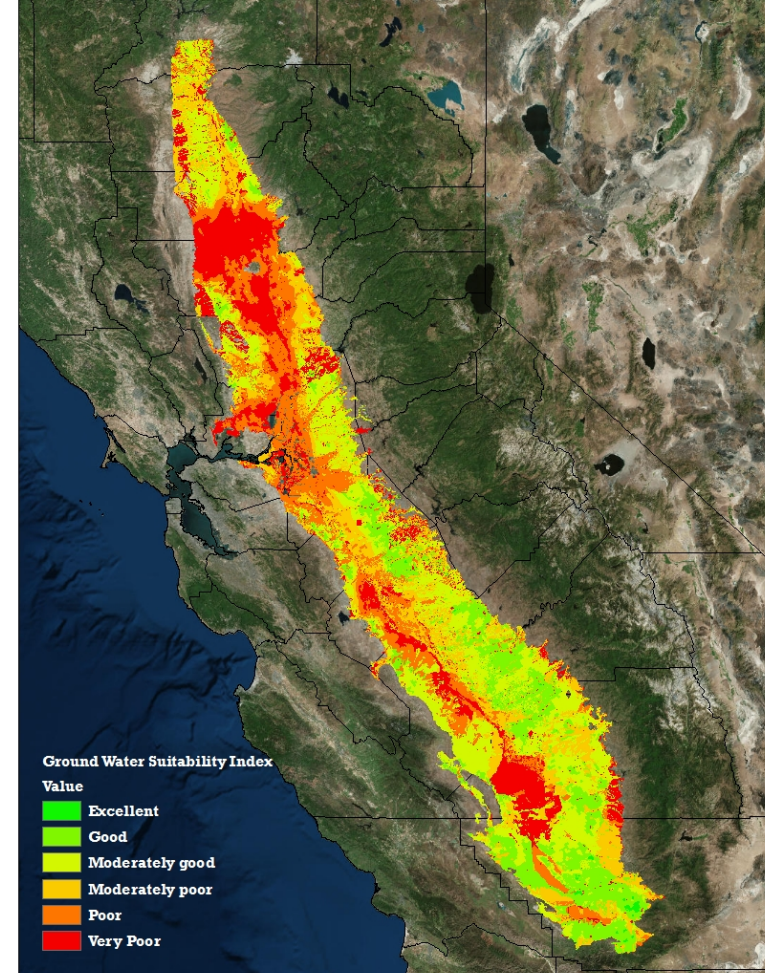 Ground Water Suitability Index
Value
Excellent
Good
Moderately good
Moderately poor
Poor
Very Poor